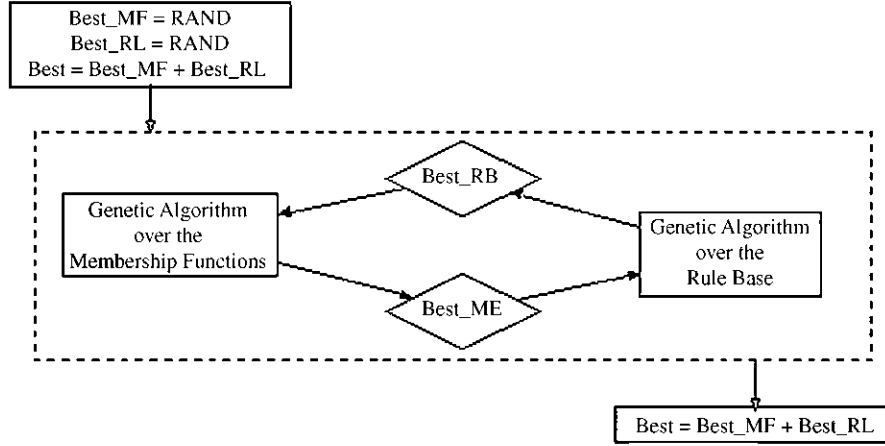 Best_MF = RAND
Best_RL = RAND
Best = Best_MF + Best_RL
Best_RB
Genetic Algorithm
over the
Membership Functions
Genetic Algorithm
over the
Rule Base
Best_ME
Best = Best_MF + Best_RL